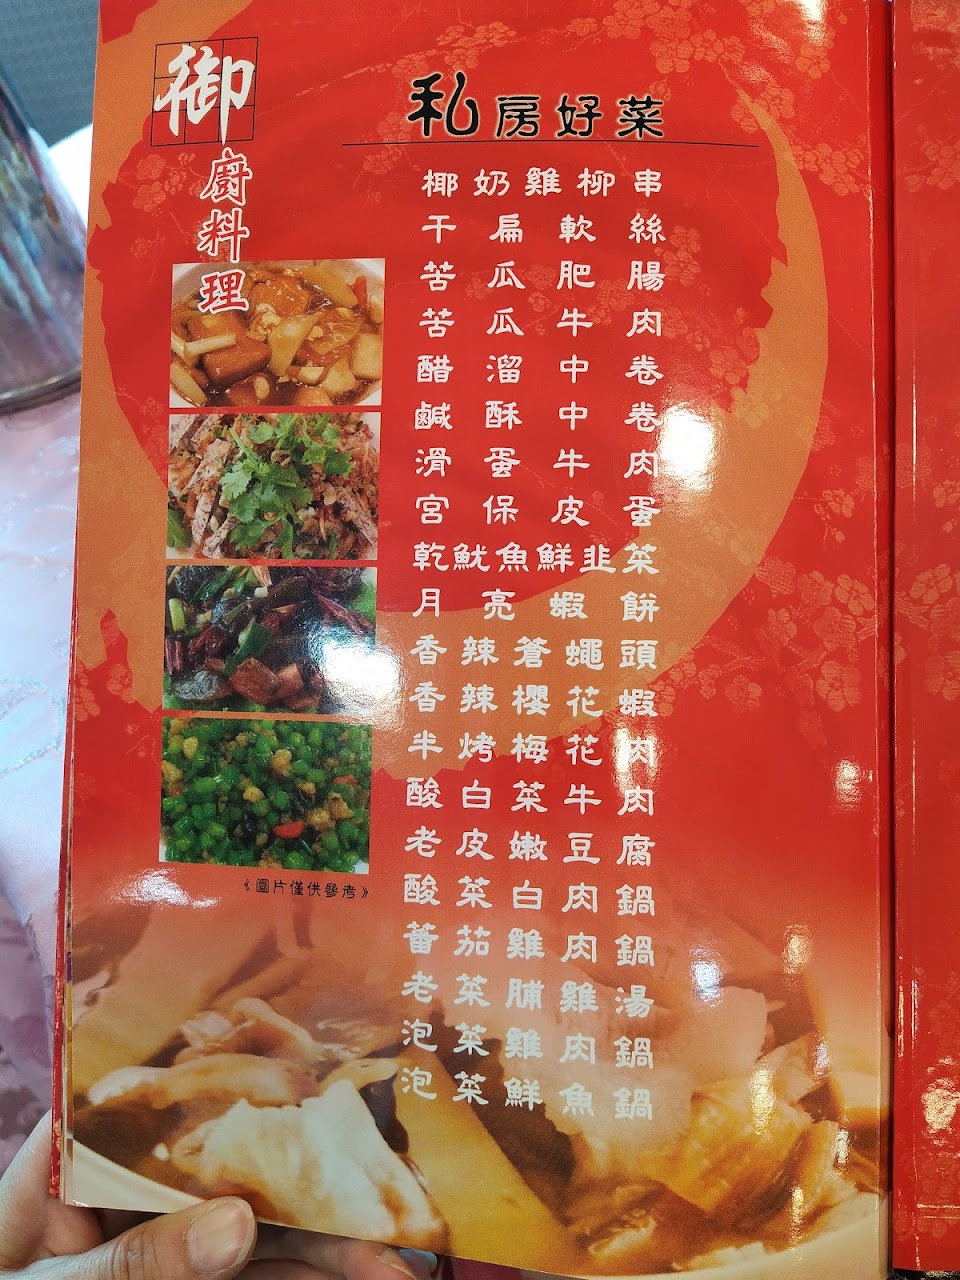 御廚料理
私房好菜
椰奶雞柳串
干扁軟絲
苦瓜肥腸
苦瓜牛肉
醋溜中卷
鹹酥中卷
滑蛋牛肉
宮保皮蛋
乾魷魚鮮韭菜
月亮蝦餅
香辣蒼蠅頭
香辣櫻花蝦
半烤梅花肉
酸白菜牛肉
老皮嫩豆腐
酸菜白肉鍋
蕃茄雞肉鍋
老菜脯雞湯
泡菜雞肉鍋
泡菜鮮魚鍋
《圖片僅供參考》